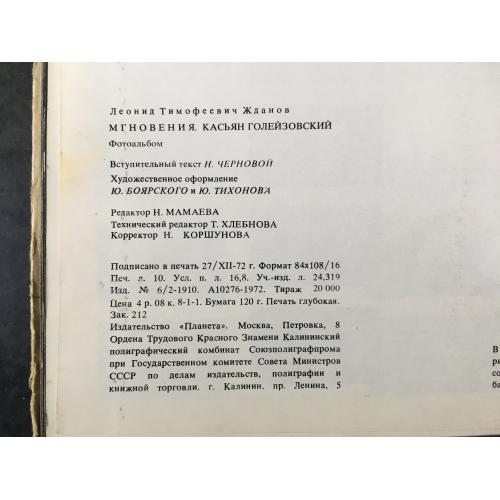 Леонид Тимофеевич Жданов
МГНОВЕНИЯ. КАСЬЯН ГОЛЕЙЗОВСКИЙ
Фотоальбом
Вступительный текст Н. ЧЕРНОВОЙ
Художественное оформление
Ю. БОЯРСКОГО и Ю. ТИХОНОВА
Редактор Н. МАМАЕВА
Технический редактор Т. ХЛЕБНОВА
Корректор Н. КОРШУНОВА
Подписано в печать 27/XII-72 г. Формат 84х108/16
Печ. л. 10. Усл. п. л. 16,8. Уч.-изд. л. 24,319
Изд. № 6/2-1910. А10276-1972. Тираж 20 000
Цена 4 р. 08 к. 8-1-1. Бумага 120 г. Печать глубокая.
Зак. 212
Издательство «Планета». Москва, Петровка, 8
Ордена Трудового Красного Знамени Калининский
полиграфический комбинат Союзполиграфпрома
при Государственном комитете Совета Министров
СССР по делам издательств, полиграфии и
книжной торговли. г. Калинин. пр. Ленина, 5
В
ри
со
ба